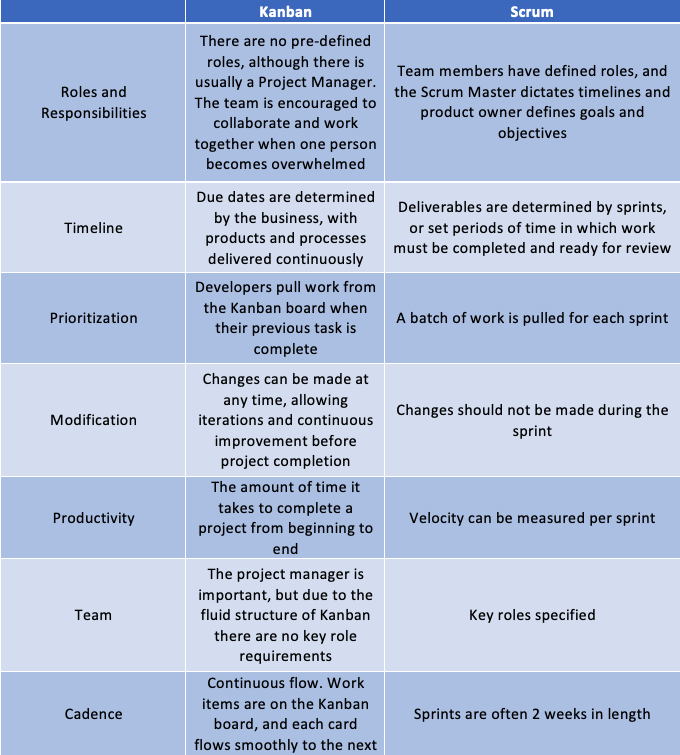 Kanban
Scrum
Roles and
Responsibilities
There are no pre-defined
roles, although there is
usually a Project Manager.
The team is encouraged to
collaborate and work
together when one person
becomes overwhelmed
Team members have defined roles, and
the Scrum Master dictates timelines and
product owner defines goals and
objectives
Timeline
Due dates are determined
by the business, with
products and processes
delivered continuously
Deliverables are determined by sprints,
or set periods of time in which work
must be completed and ready for review
Prioritization
Developers pull work from
the Kanban board when
their previous task is
complete
A batch of work is pulled for each sprint
Modification
Changes can be made at
any time, allowing
iterations and continuous
improvement before
project completion
Changes should not be made during the
sprint
Productivity
The amount of time it
takes to complete a
project from beginning to
end
Velocity can be measured per sprint
Team
The project manager is
important, but due to the
fluid structure of Kanban
there are no key role
requirements
Key roles specified
Cadence
Continuous flow. Work
items are on the Kanban
board, and each card
flows smoothly to the next
Sprints are often 2 weeks in length